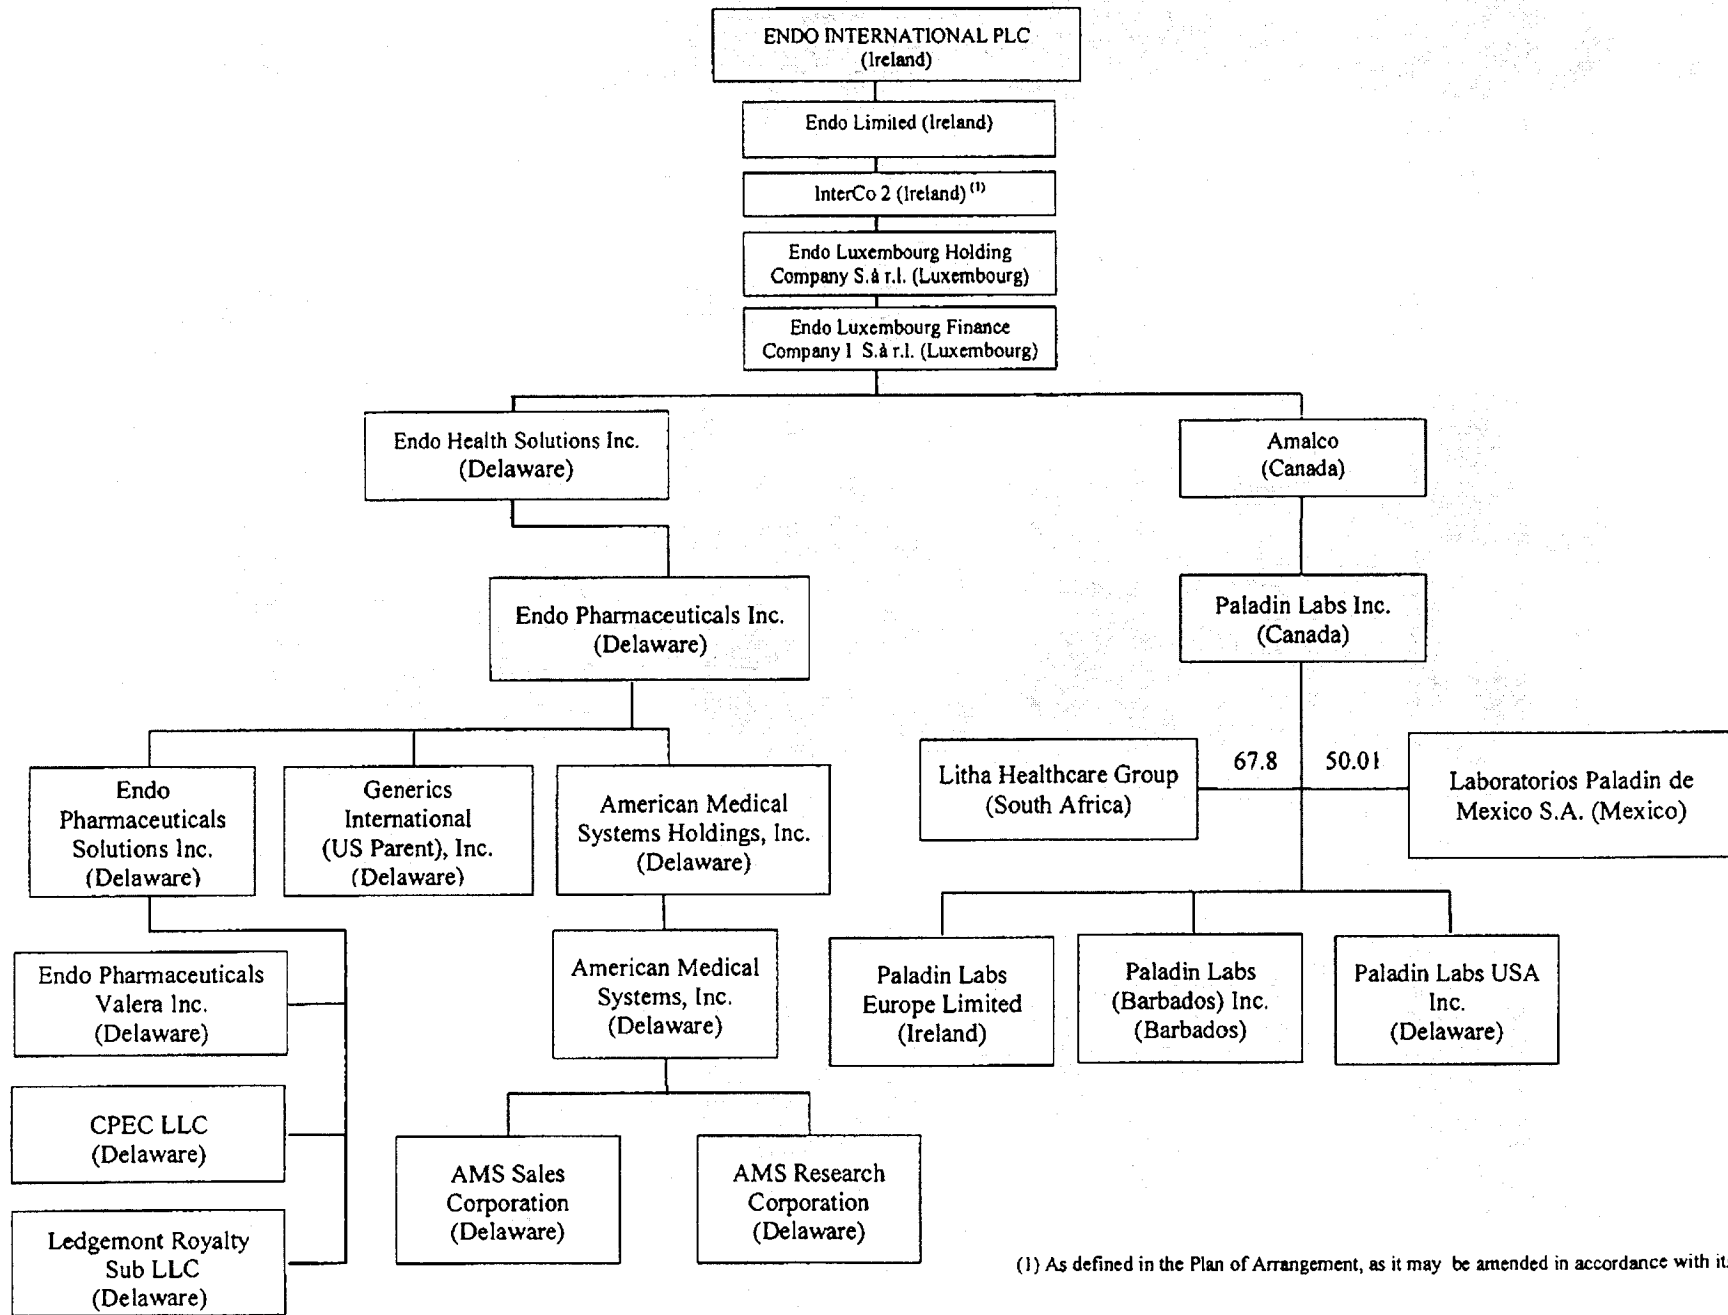 ENDO INTERNATIONAL PLC
(Ireland)
Endo Limited (Ireland)
InterCo 2 (Ireland) (1)
Endo Luxembourg Holding
Company S.à r.l. (Luxembourg)
Endo Luxembourg Finance
Company 1 S.à r.l. (Luxembourg)
Endo Health Solutions Inc.
(Delaware)
Amalco
(Canada)
Endo Pharmaceuticals Inc.
(Delaware)
Paladin Labs Inc.
(Canada)
Endo
Pharmaceuticals
Solutions Inc.
(Delaware)
Generics
International
(US Parent), Inc.
(Delaware)
American Medical
Systems Holdings, Inc.
(Delaware)
Litha Healthcare Group
(South Africa)
67.8
50.01
Laboratorios Paladin de
Mexico S.A. (Mexico)
Endo Pharmaceuticals
Valera Inc.
(Delaware)
American Medical
Systems, Inc.
(Delaware)
Paladin Labs
Europe Limited
(Ireland)
Paladin Labs
(Barbados) Inc.
(Barbados)
Paladin Labs USA
Inc.
(Delaware)
CPEC LLC
(Delaware)
AMS Sales
Corporation
(Delaware)
AMS Research
Corporation
(Delaware)
Ledgemont Royalty
Sub LLC
(Delaware)
(1) As defined in the Plan of Arrangement, as it may be amended in accordance with